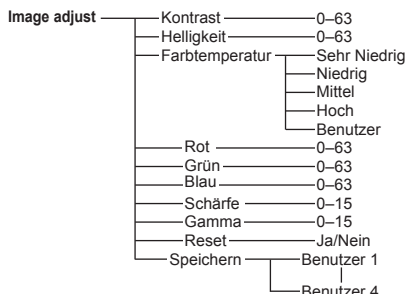 Image adjust Kontrast 0–63
Helligkeit 0–63
Farbtemperatur Sehr Niedrig
Niedrig
Mittel
Hoch
Benutzer
Rot 0–63
Grün 0–63
Blau 0–63
Schärfe 0–15
Gamma 0–15
Reset Ja/Nein
Speichern Benutzer 1
Benutzer 4